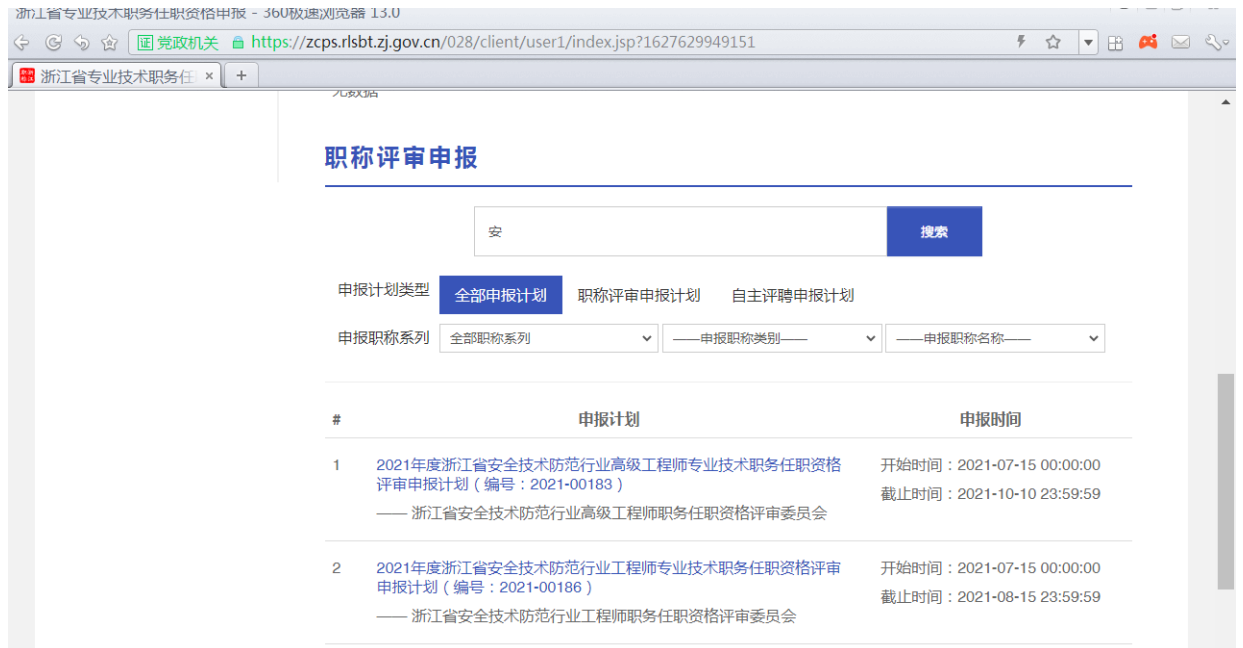 浙江省专业技术职务任职资格申报 - 360极速浏览器 13.0
证 党政机关 https://zcps.rlsbt.zj.gov.cn/028/client/user1/index.jsp?1627629949151
浙江省专业技术职务任 × +
无数据
职称评审申报
安 搜索
申报计划类型 全部申报计划 职称评审申报计划 自主评聘申报计划
申报职称系列 全部职称系列 ——申报职称类别—— ——申报职称名称——
# 申报计划 申报时间
1 2021年度浙江省安全技术防范行业高级工程师专业技术职务任职资格 开始时间：2021-07-15 00:00:00
评审申报计划（编号：2021-00183） 截止时间：2021-10-10 23:59:59
—— 浙江省安全技术防范行业高级工程师职务任职资格评审委员会
2 2021年度浙江省安全技术防范行业工程师专业技术职务任职资格评审 开始时间：2021-07-15 00:00:00
申报计划（编号：2021-00186） 截止时间：2021-08-15 23:59:59
—— 浙江省安全技术防范行业工程师职务任职资格评审委员会